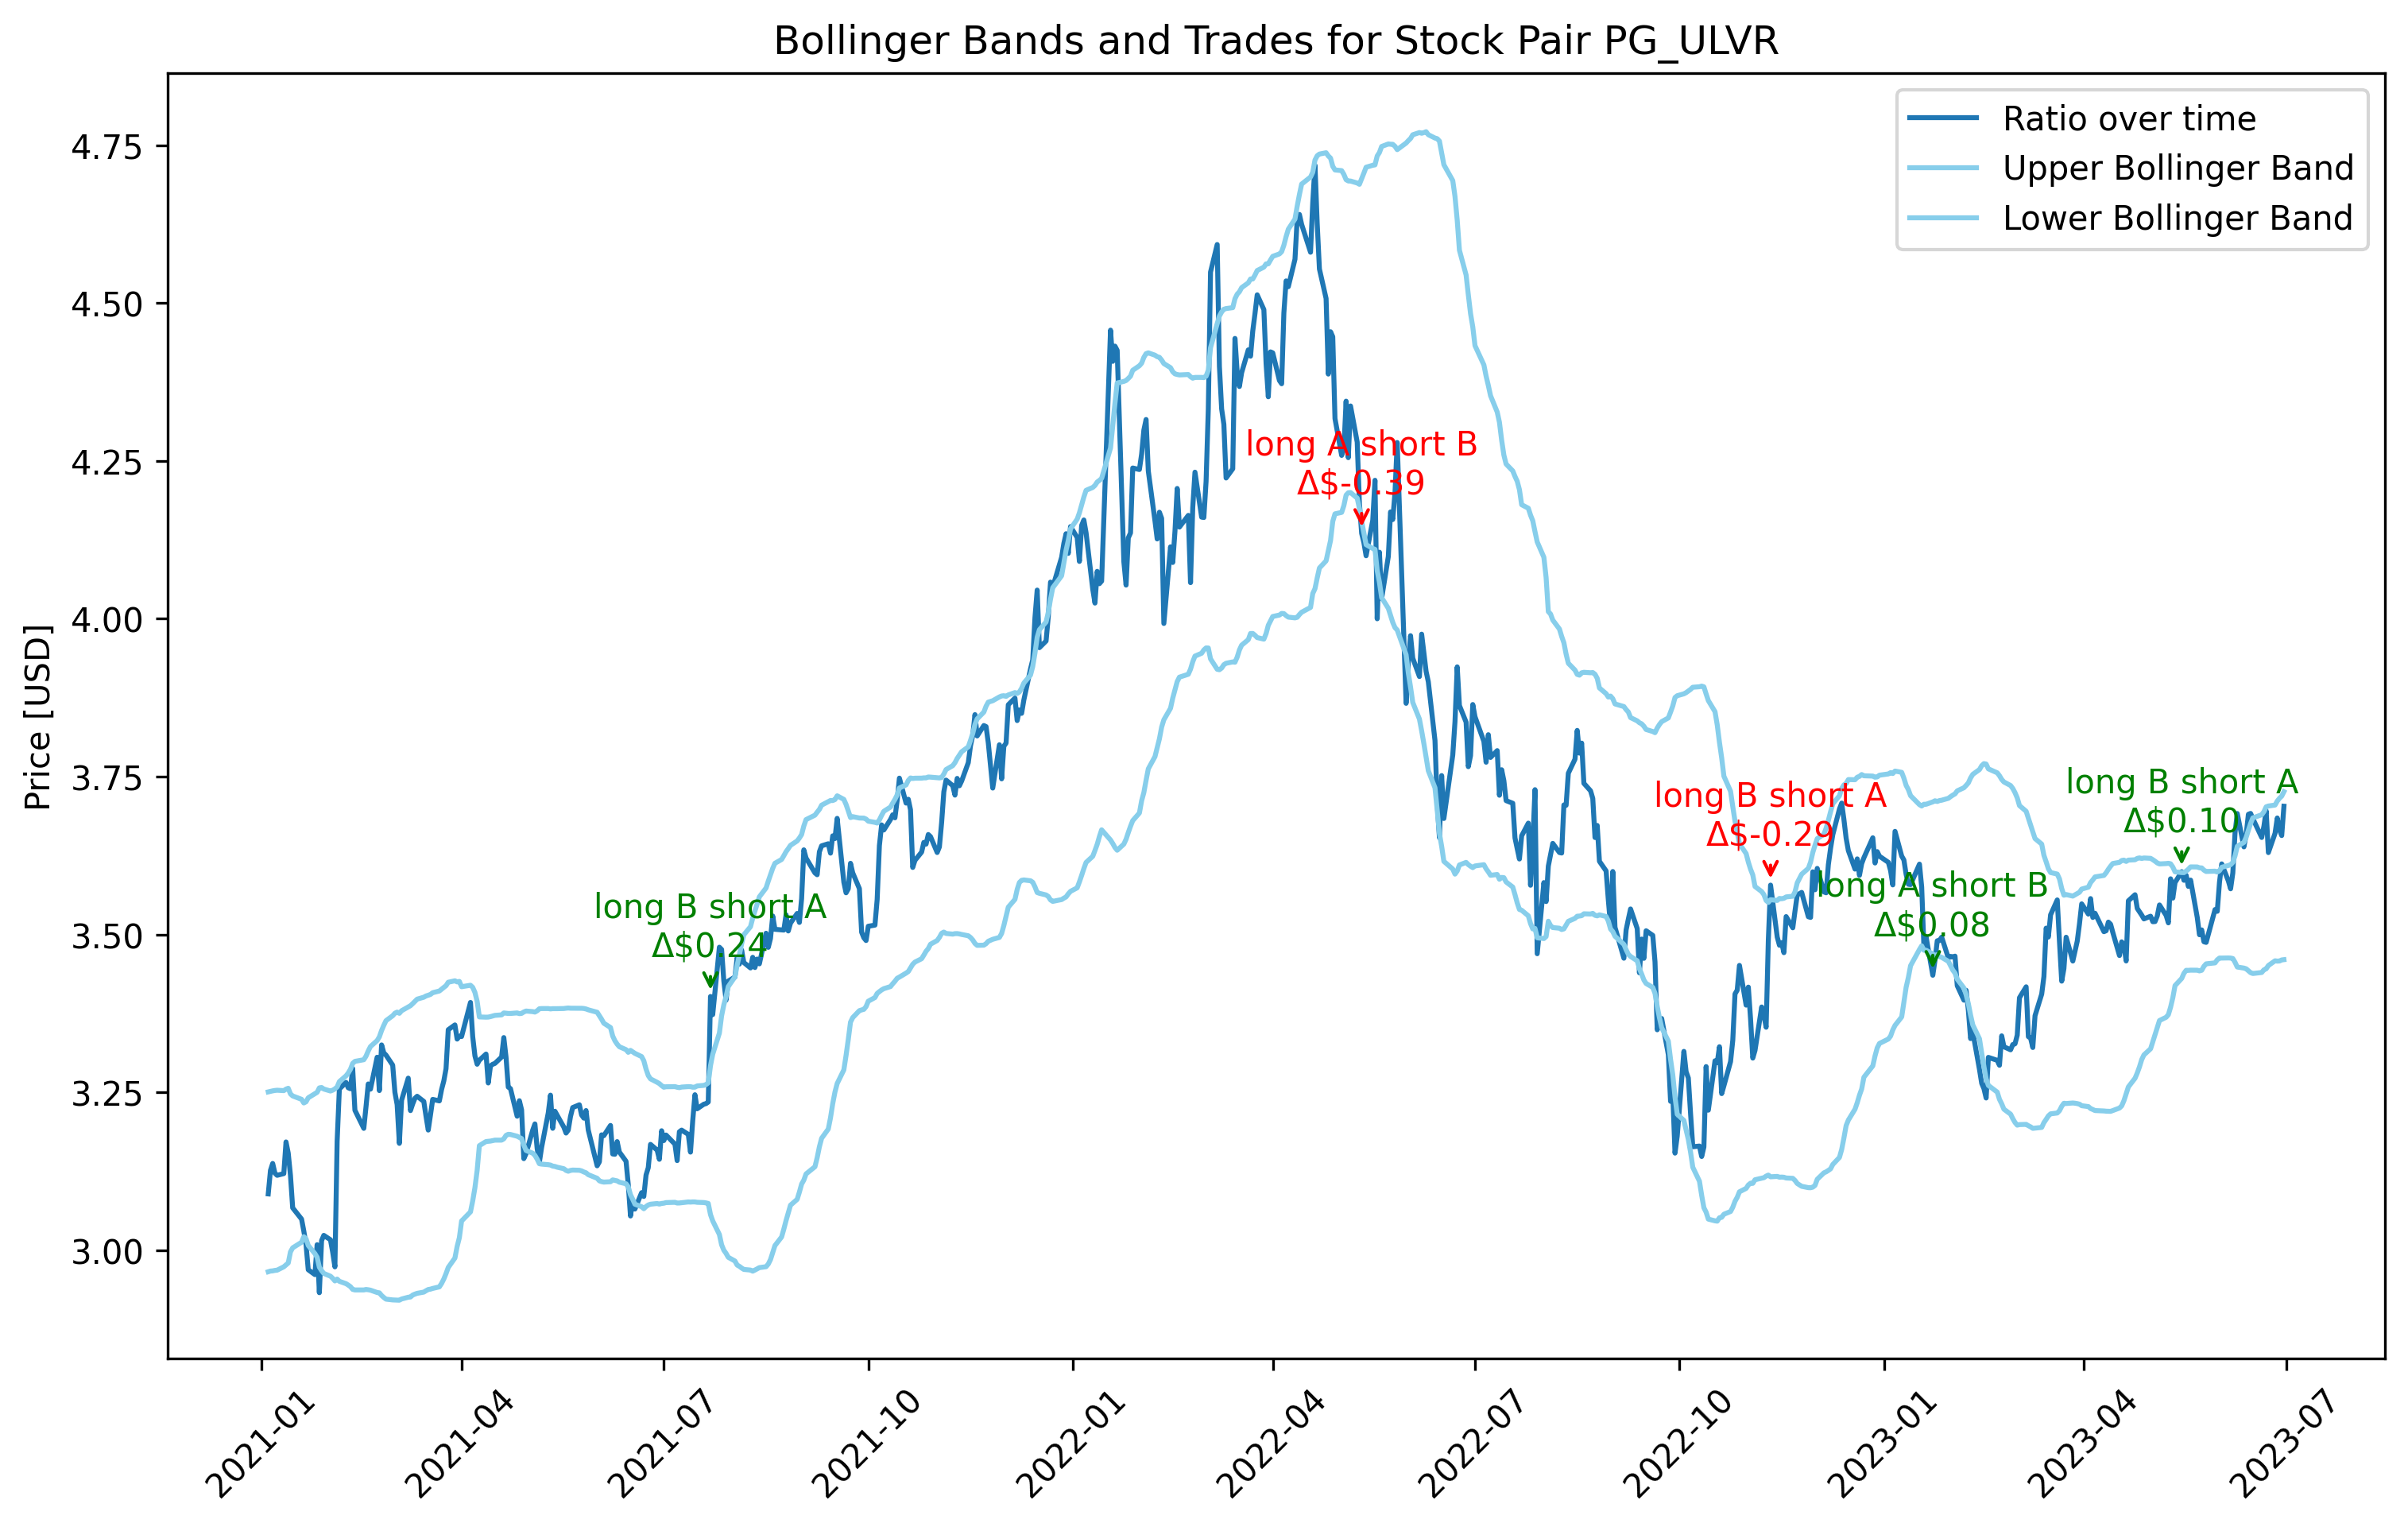 Bollinger Bands and Trades for Stock Pair PG_ULVR
Ratio over time
Upper Bollinger Band
Lower Bollinger Band
Price [USD]
4.75
4.50
4.25
4.00
3.75
3.50
3.25
3.00
long B short A
Δ$0.24
long A short B
Δ$-0.39
long B short A
Δ$-0.29
long A short B
Δ$0.08
long B short A
Δ$0.10
2021-01
2021-04
2021-07
2021-10
2022-01
2022-04
2022-07
2022-10
2023-01
2023-04
2023-07